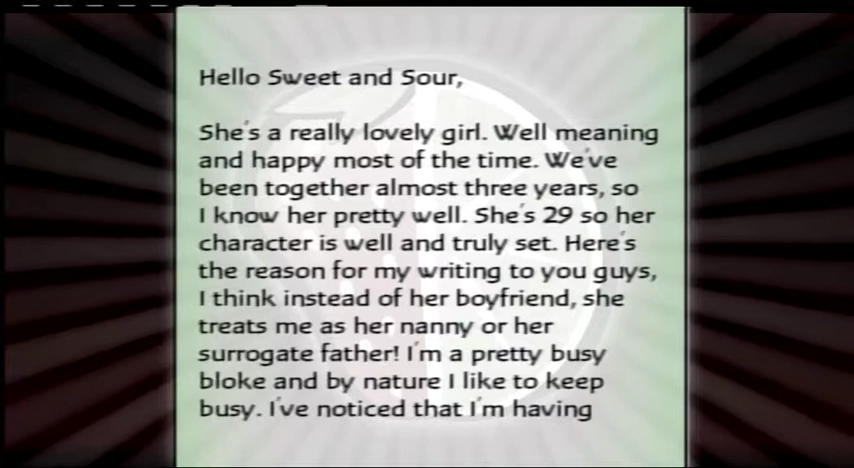 Hello Sweet and Sour,
She's a really lovely girl. Well meaning
and happy most of the time. We've
been together almost three years, so
I know her pretty well. She's 29 so her
character is well and truly set. Here's
the reason for my writing to you guys,
I think instead of her boyfriend, she
treats me as her nanny or her
surrogate father! I'm a pretty busy
bloke and by nature I like to keep
busy. I've noticed that I'm having